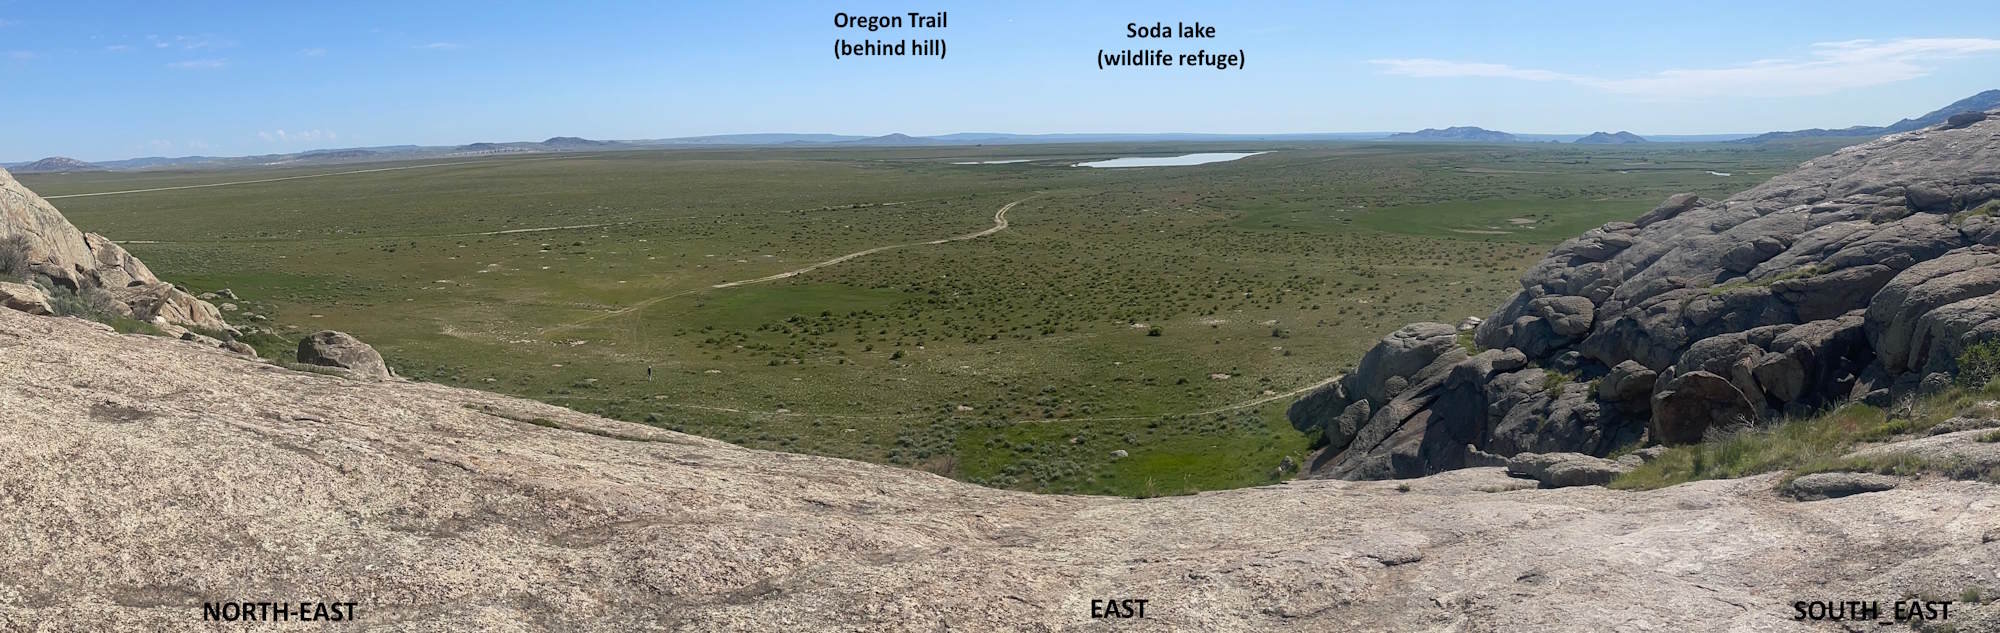 Oregon Trail
(behind hill)
Soda lake
(wildlife refuge)
NORTH-EAST
EAST
SOUTH_EAST